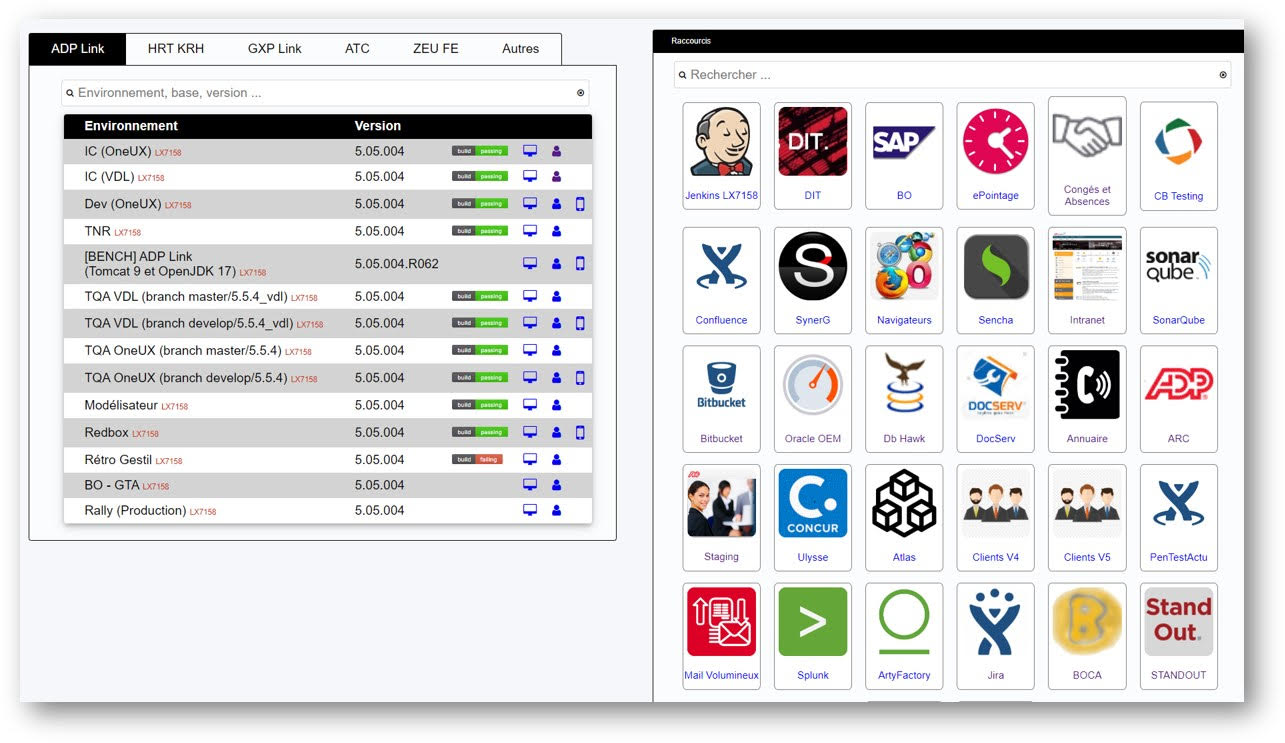 ADP Link HRT KRH GXP Link ATC ZEU FE Autres
Environnement, base, version ...
Environnement Version
IC (OneUX) LX7158 5.05.004 build passing
IC (VDL) LX7158 5.05.004 build passing
Dev (OneUX) LX7158 5.05.004 build passing
TNR LX7158 5.05.004 build passing
[BENCH] ADP Link
(Tomcat 9 et OpenJDK 17) LX7158 5.05.004.R062
TQA VDL (branch master/5.5.4_vdl) LX7158 5.05.004 build passing
TQA VDL (branch develop/5.5.4_vdl) LX7158 5.05.004 build passing
TQA OneUX (branch master/5.5.4) LX7158 5.05.004 build passing
TQA OneUX (branch develop/5.5.4) LX7158 5.05.004 build passing
Modélisateur LX7158 5.05.004 build passing
Redbox LX7158 5.05.004 build passing
Rétro Gestil LX7158 5.05.004 build failing
BO - GTA LX7158 5.05.004
Rally (Production) LX7158 5.05.004
Raccourcis
Rechercher ...
DIT. SAP
Jenkins LX7158 DIT BO ePointage Congés et
Absences CB Testing
S sonar
qube
Confluence SynerG Navigateurs Sencha Intranet SonarQube
Bitbucket DOCSERV ADP
Bitbucket Oracle OEM Db Hawk DocServ Annuaire ARC
ADP C. CONCUR
Staging Ulysse Atlas Clients V4 Clients V5 PenTestActu
> B Stand
Out.
Mail Volumineux Splunk ArtyFactory Jira BOCA STANDOUT